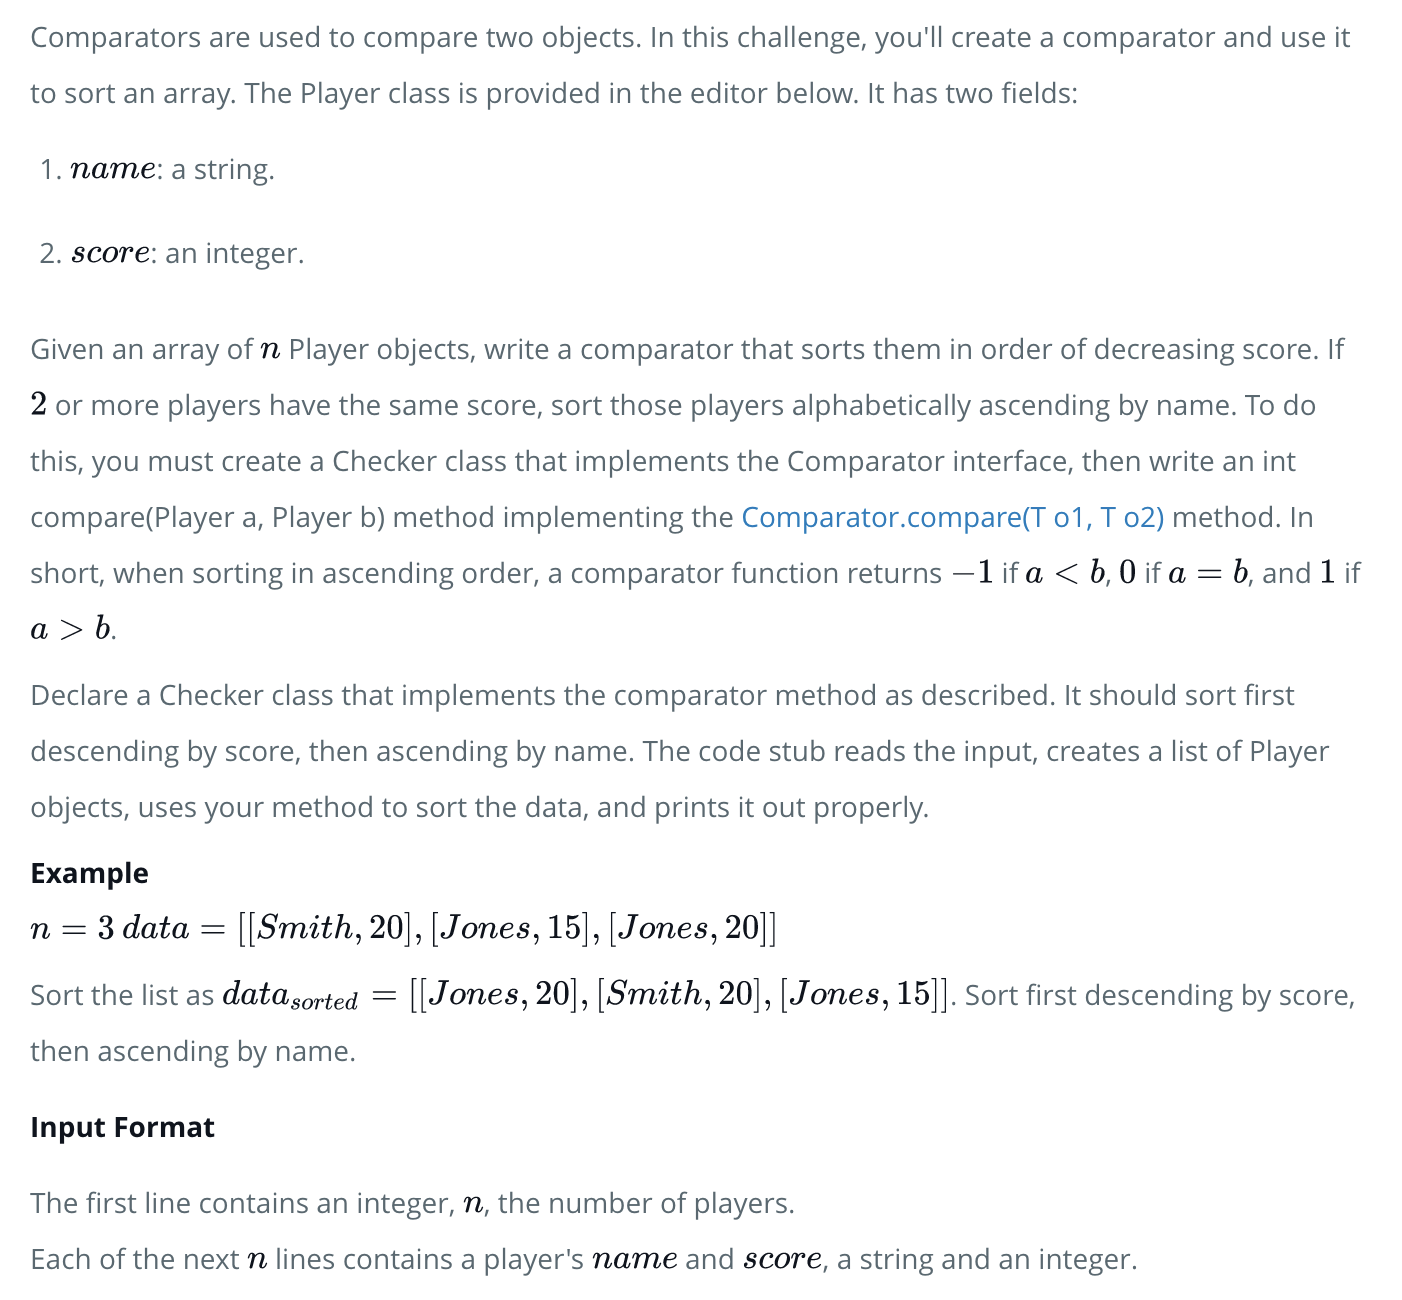 Comparators are used to compare two objects. In this challenge, you'll create a comparator and use it
to sort an array. The Player class is provided in the editor below. It has two fields:
1. name: a string.
2. score: an integer.
Given an array of n Player objects, write a comparator that sorts them in order of decreasing score. If
2 or more players have the same score, sort those players alphabetically ascending by name. To do
this, you must create a Checker class that implements the Comparator interface, then write an int
compare(Player a, Player b) method implementing the Comparator.compare(T o1, T o2) method. In
short, when sorting in ascending order, a comparator function returns −1 if a < b, 0 if a = b, and 1 if
a > b.
Declare a Checker class that implements the comparator method as described. It should sort first
descending by score, then ascending by name. The code stub reads the input, creates a list of Player
objects, uses your method to sort the data, and prints it out properly.
Example
n = 3 data = [[Smith, 20], [Jones, 15], [Jones, 20]]
Sort the list as data_sorted = [[Jones, 20], [Smith, 20], [Jones, 15]]. Sort first descending by score,
then ascending by name.
Input Format
The first line contains an integer, n, the number of players.
Each of the next n lines contains a player's name and score, a string and an integer.